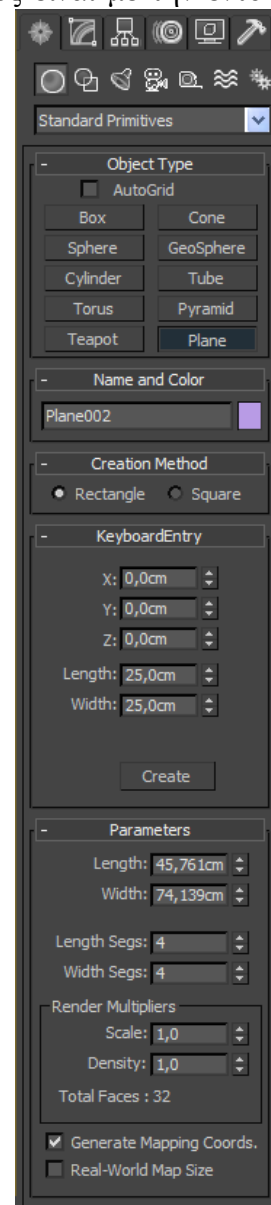 Standard Primitives
- Object Type
AutoGrid
Box Cone
Sphere GeoSphere
Cylinder Tube
Torus Pyramid
Teapot Plane
- Name and Color
Plane002
- Creation Method
Rectangle Square
- KeyboardEntry
X: 0,0cm
Y: 0,0cm
Z: 0,0cm
Length: 25,0cm
Width: 25,0cm
Create
- Parameters
Length: 45,761cm
Width: 74,139cm
Length Segs: 4
Width Segs: 4
Render Multipliers
Scale: 1,0
Density: 1,0
Total Faces : 32
Generate Mapping Coords.
Real-World Map Size